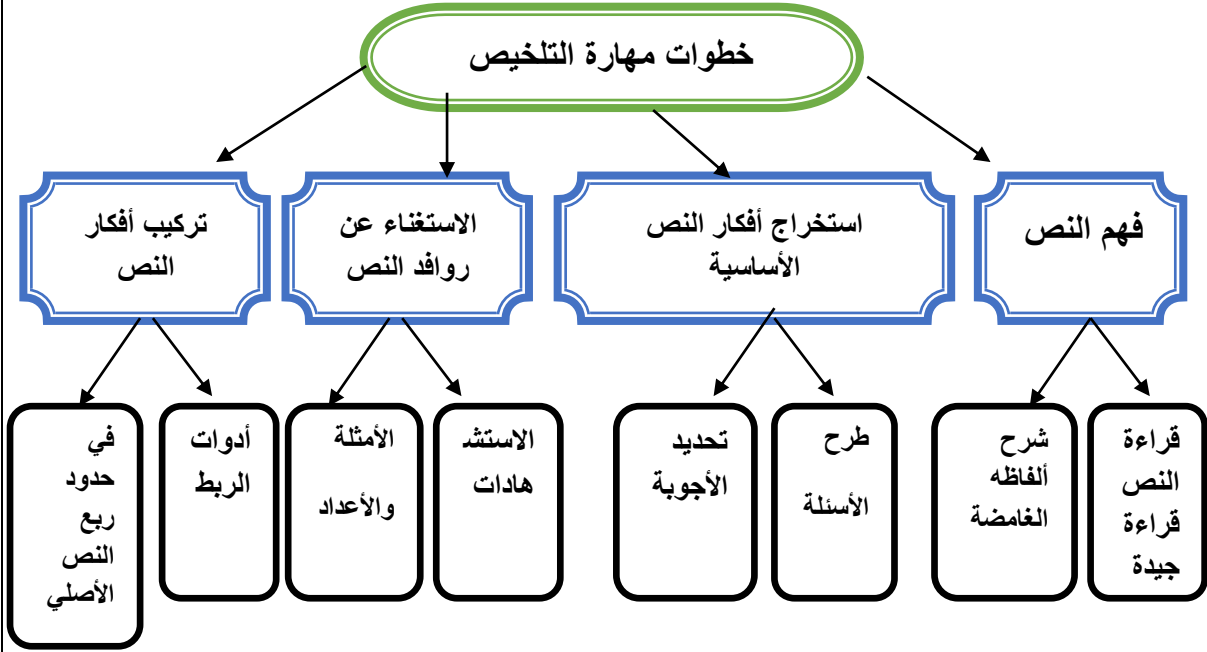 خطوات مهارة التلخيص
فهم النص
استخراج أفكار النص
الأساسية
الاستغناء عن
روافد النص
تركيب أفكار
النص
قراءة
النص
قراءة
جيدة
شرح
ألفاظه
الغامضة
طرح
الأسئلة
تحديد
الأجوبة
الاستش
هادات
الأمثلة
والأعداد
أدوات
الربط
في
حدود
ربع
النص
الأصلي